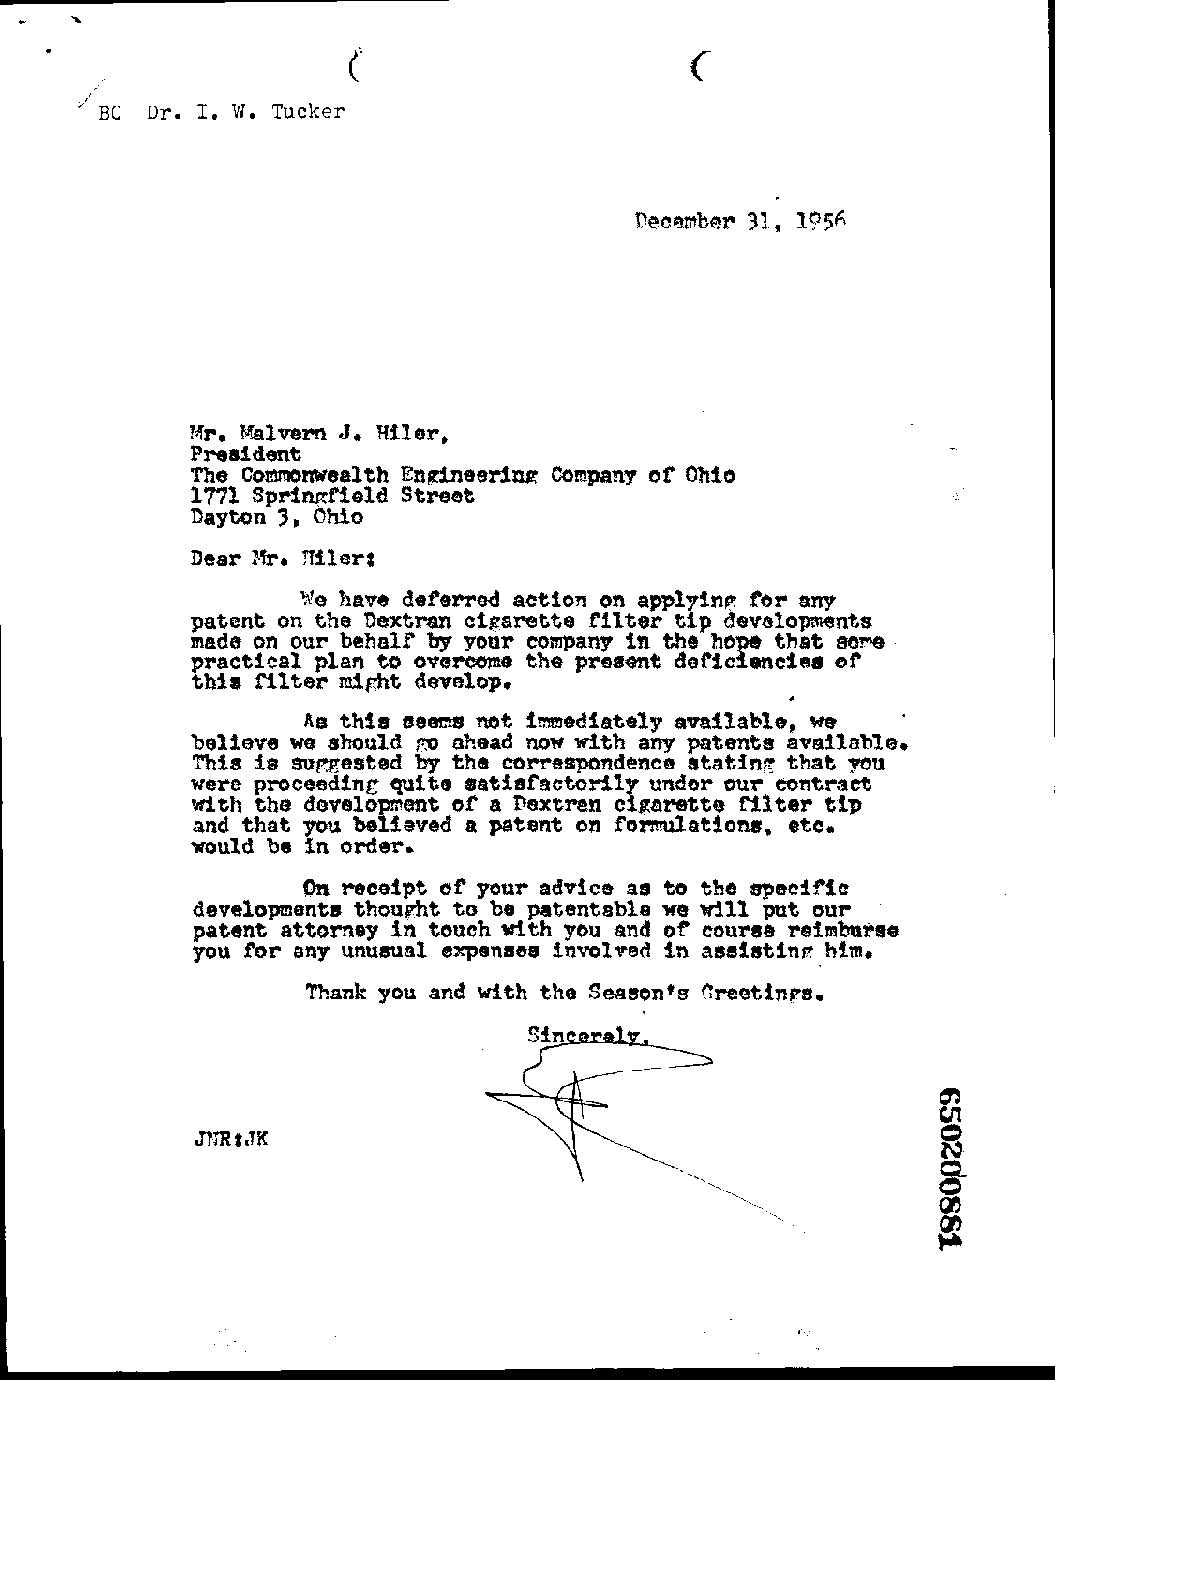 BC Dr. I. W. Tucker
December 31, 1956
Mr. Malvern J. Hiler,
President
The Commonwealth Engineering Company of Ohio
1771 Springfield Street
Dayton 3, Ohio
Dear Mr. Hiler:
We have deferred action on applying for any
patent on the Dextran cigarette filter tip developments
made on our behalf by your company in the hope that some
practical plan to overcome the present deficiencies of
this filter might develop.
As this seems not immediately available, we
believe we should go ahead now with any patents available.
This is suggested by the correspondence stating that you
were proceeding quite satisfactorily under our contract
with the development of a Dextran cigarette filter tip
and that you believed a patent on formulations, etc.
would be in order.
On receipt of your advice as to the specific
developments thought to be patentable we will put our
patent attorney in touch with you and of course reimburse
you for any unusual expenses involved in assisting him.
Thank you and with the Season's Greetings.
Sincerely,
JNR:JK
650200881